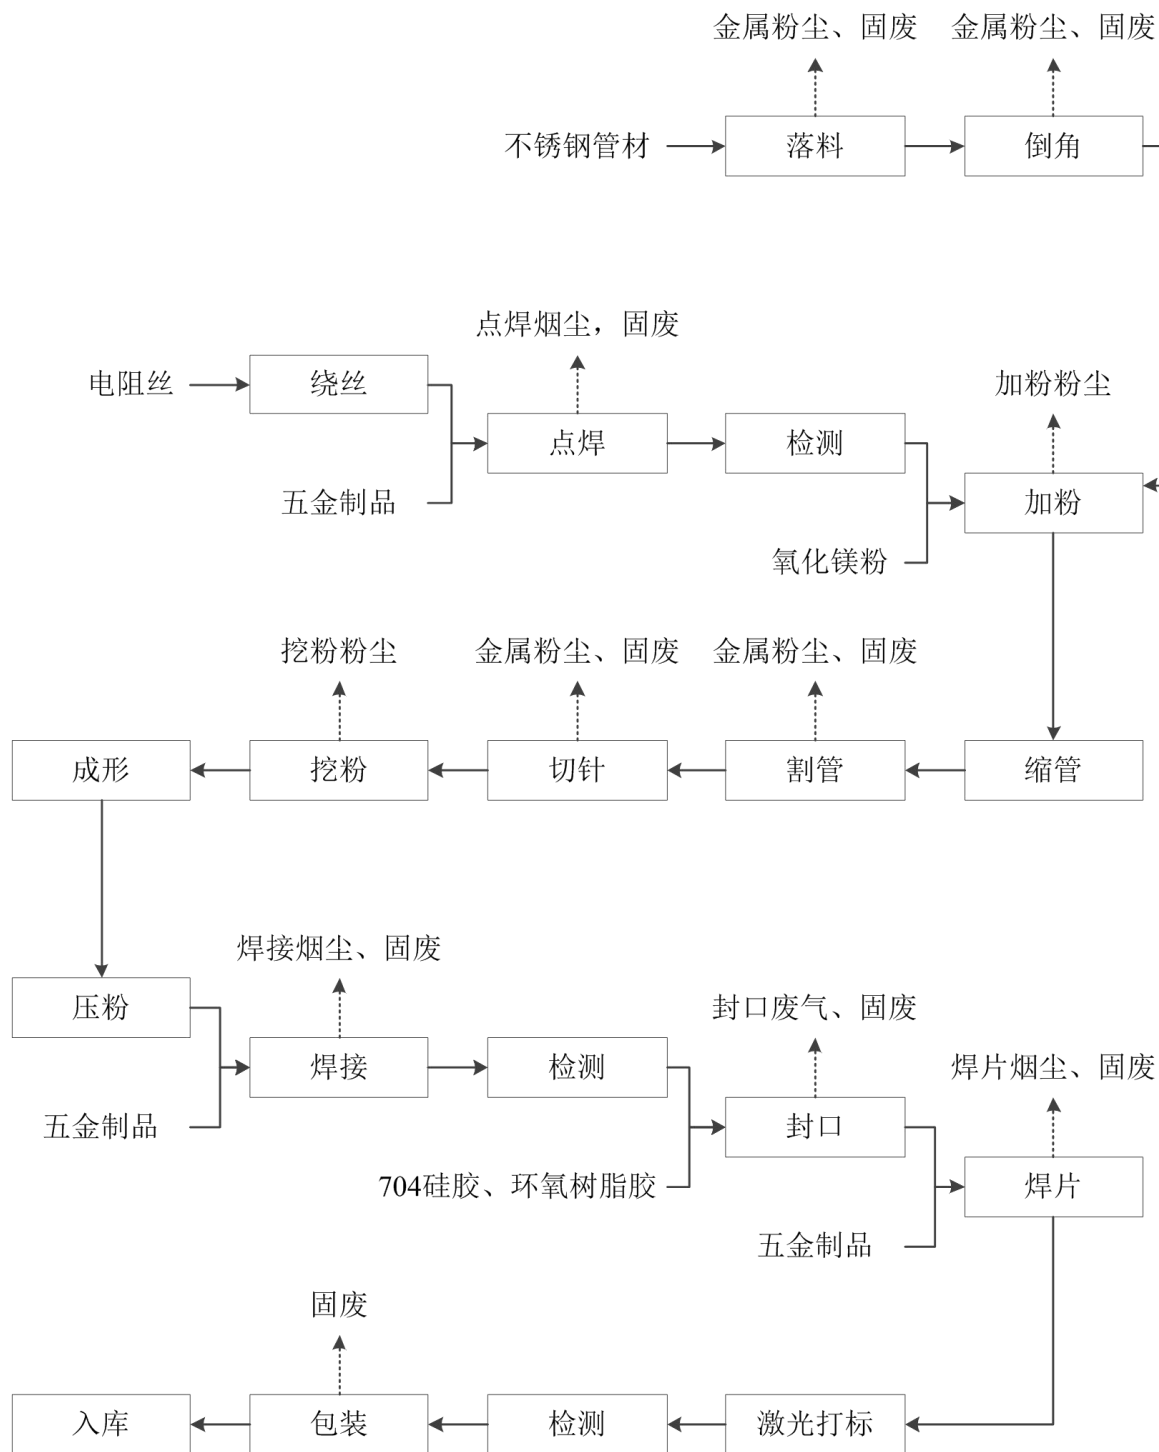 金属粉尘、固废 金属粉尘、固废
不锈钢管材 落料 倒角
点焊烟尘，固废
电阻丝 绕丝 加粉粉尘
点焊 检测
五金制品 加粉
氧化镁粉
挖粉粉尘 金属粉尘、固废 金属粉尘、固废
成形 挖粉 切针 割管 缩管
焊接烟尘、固废
压粉 封口废气、固废
焊接 检测 焊片烟尘、固废
五金制品 封口
704硅胶、环氧树脂胶 焊片
五金制品
固废
入库 包装 检测 激光打标